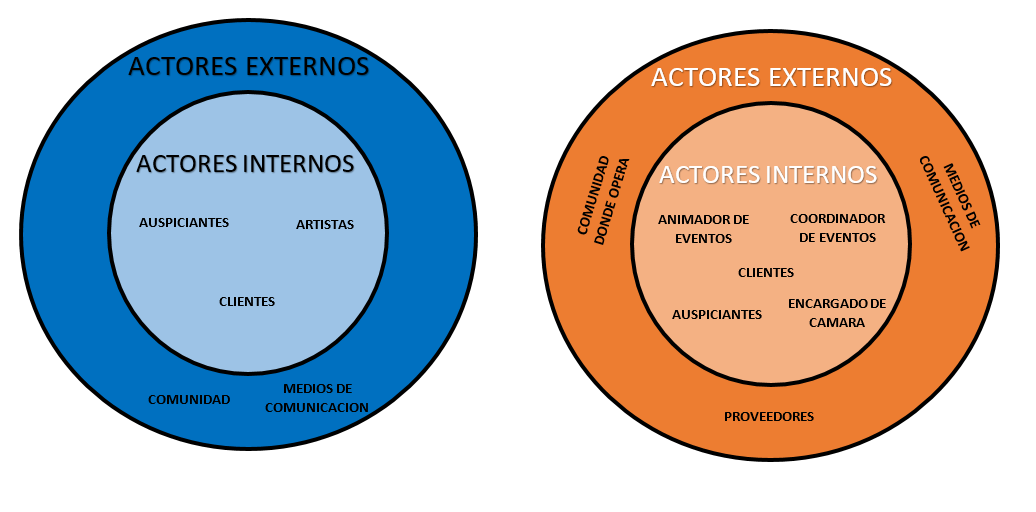 ACTORES EXTERNOS
ACTORES INTERNOS
AUSPICIANTES
ARTISTAS
CLIENTES
COMUNIDAD
MEDIOS DE
COMUNICACION
ACTORES EXTERNOS
COMUNIDAD
DONDE OPERA
MEDIOS DE
COMUNICACION
ACTORES INTERNOS
ANIMADOR DE
EVENTOS
COORDINADOR
DE EVENTOS
CLIENTES
AUSPICIANTES
ENCARGADO DE
CAMARA
PROVEEDORES